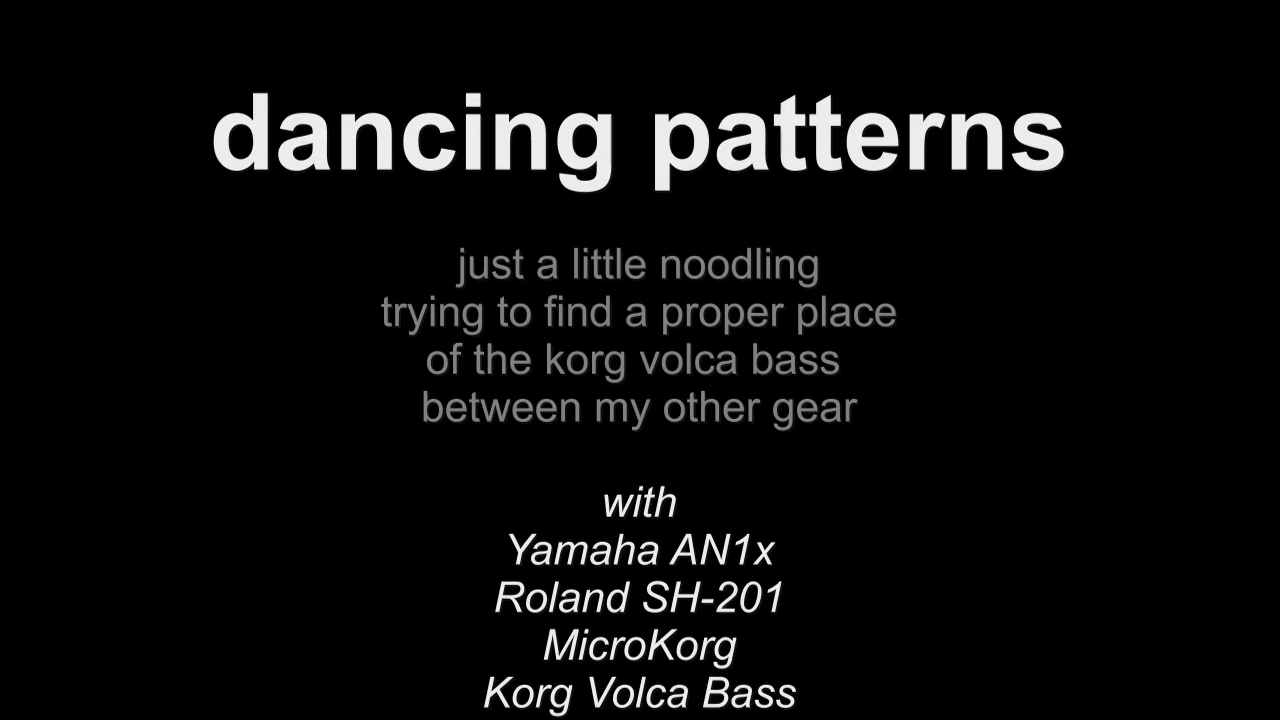 dancing patterns
just a little noodling
trying to find a proper place
of the korg volca bass
between my other gear
with
Yamaha AN1x
Roland SH-201
MicroKorg
Korg Volca Bass